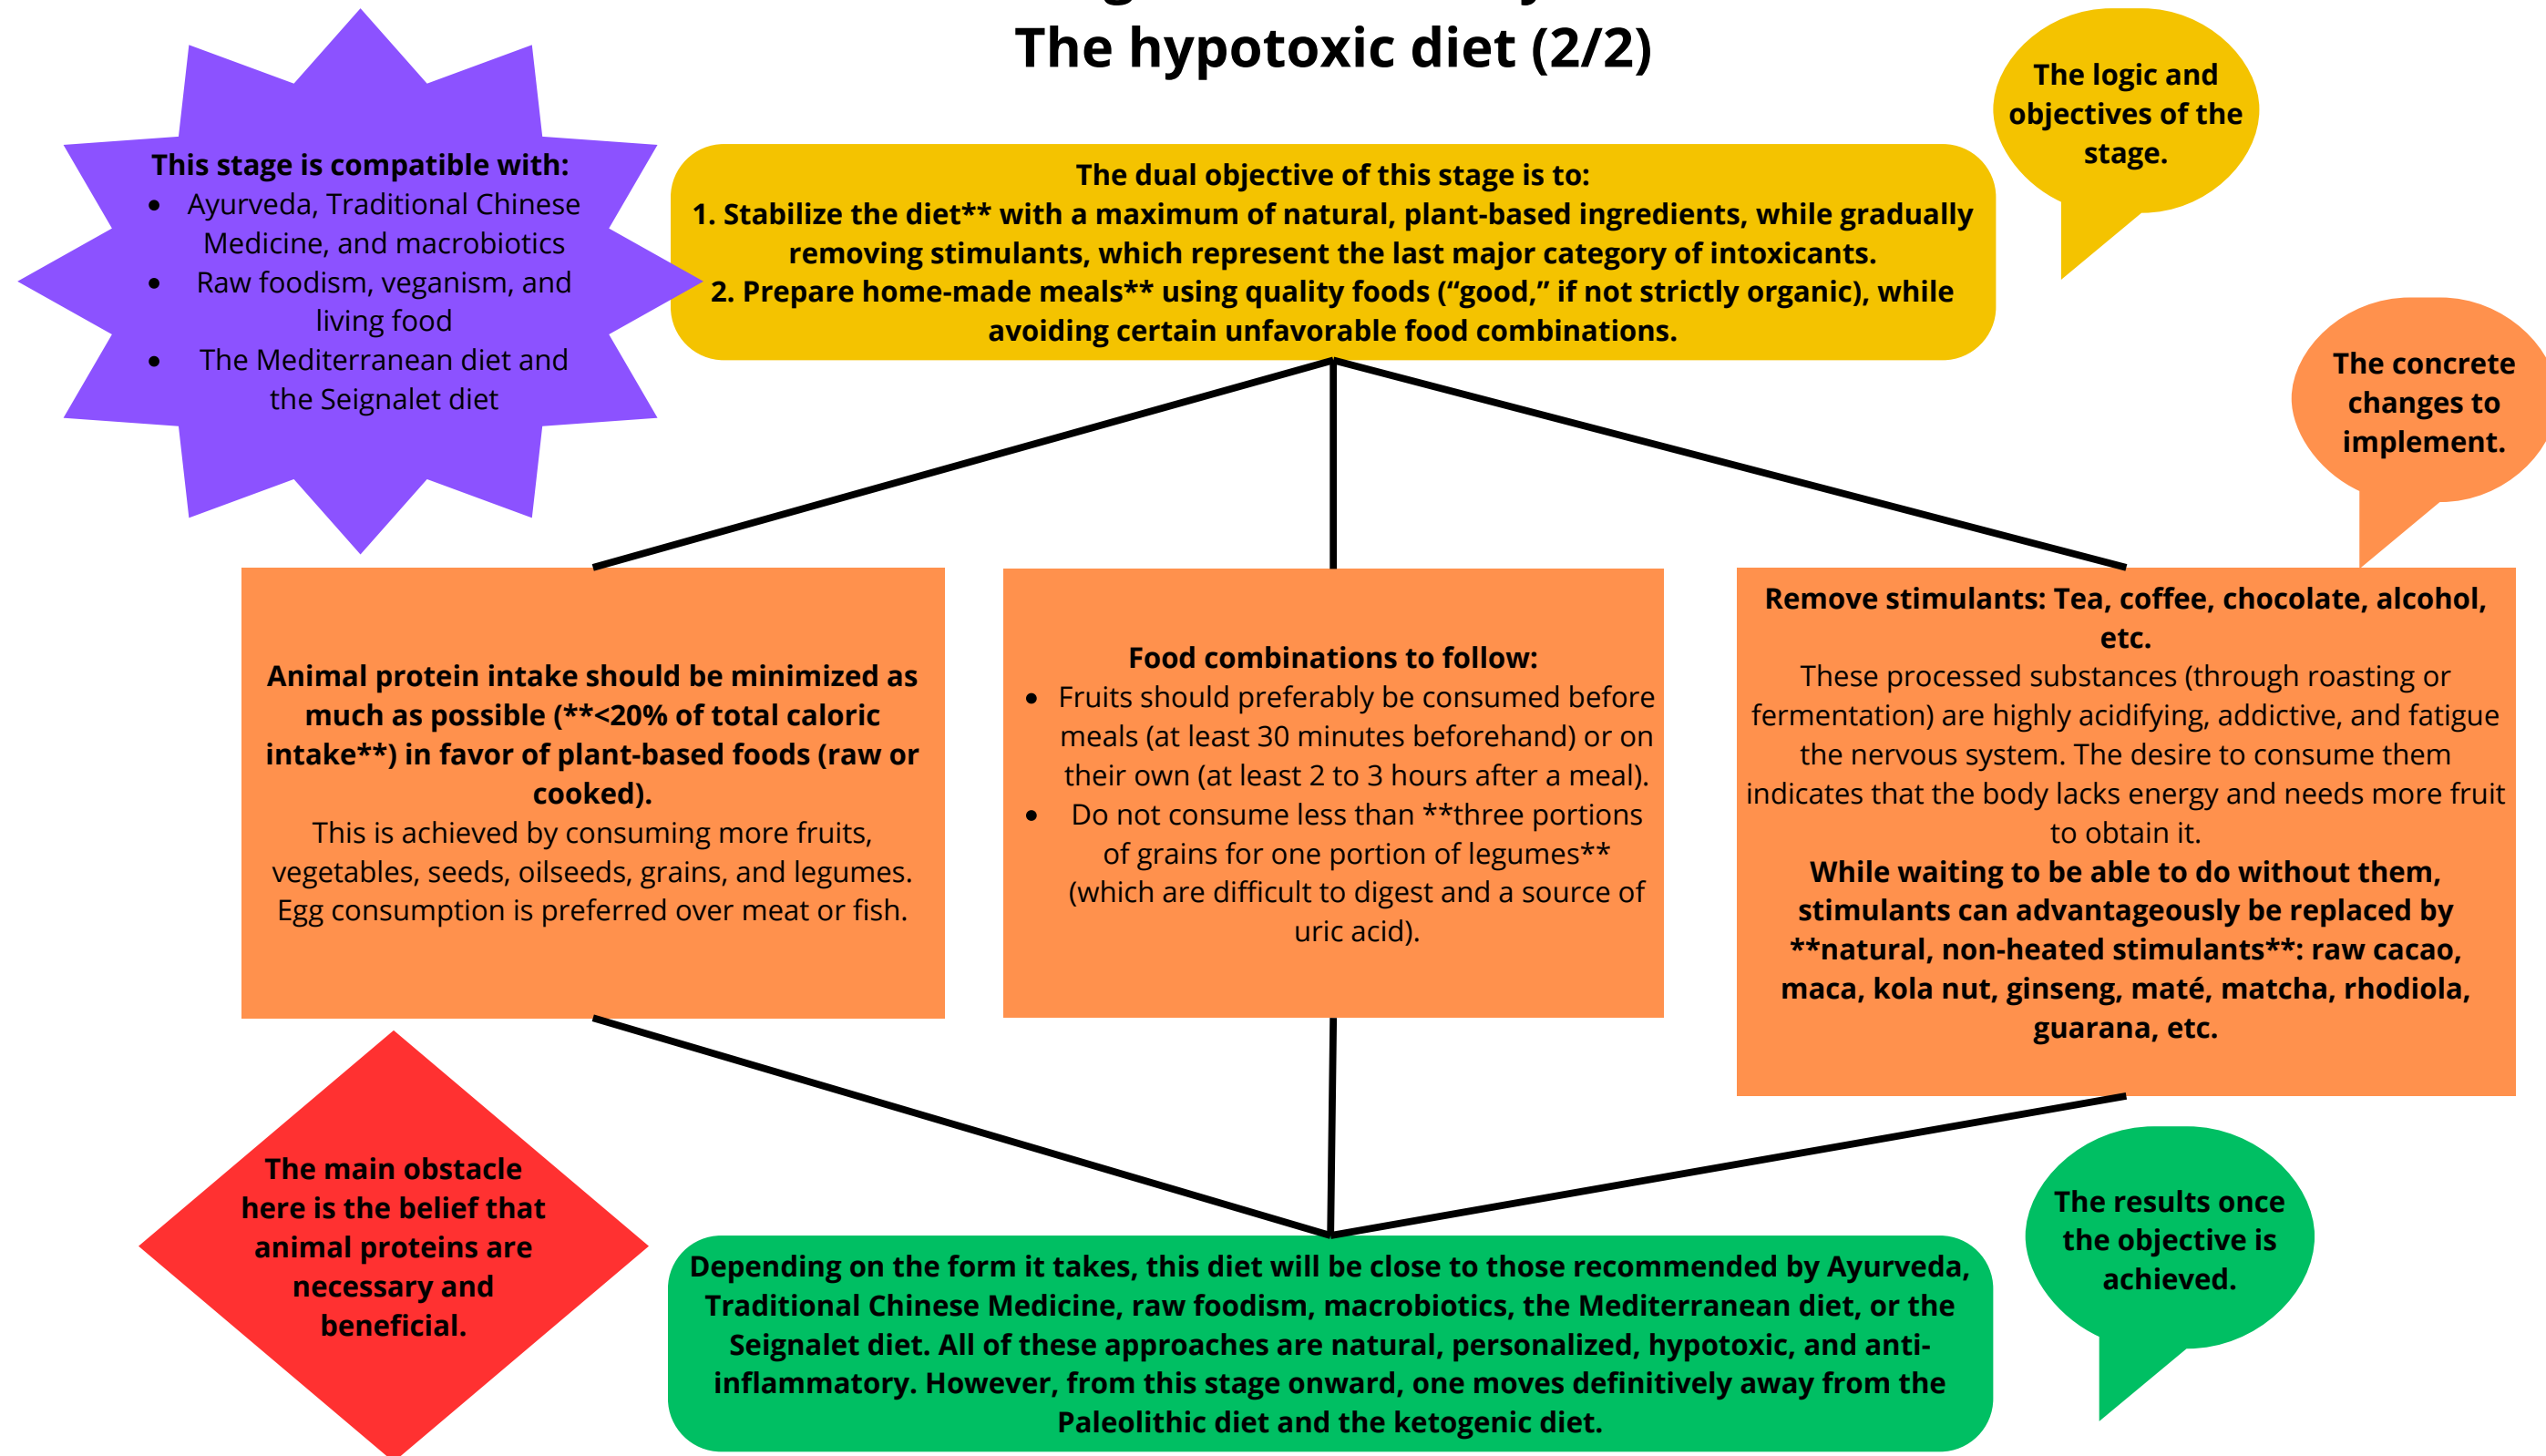 The hypotoxic diet (2/2)
The logic and
objectives of the
stage.
This stage is compatible with:
• Ayurveda, Traditional Chinese
Medicine, and macrobiotics
• Raw foodism, veganism, and
living food
• The Mediterranean diet and
the Seignalet diet
The dual objective of this stage is to:
1. Stabilize the diet** with a maximum of natural, plant-based ingredients, while gradually
removing stimulants, which represent the last major category of intoxicants.
2. Prepare home-made meals** using quality foods (“good,” if not strictly organic), while
avoiding certain unfavorable food combinations.
The concrete
changes to
implement.
Animal protein intake should be minimized as
much as possible (**<20% of total caloric
intake**) in favor of plant-based foods (raw or
cooked).
This is achieved by consuming more fruits,
vegetables, seeds, oilseeds, grains, and legumes.
Egg consumption is preferred over meat or fish.
Food combinations to follow:
• Fruits should preferably be consumed before
meals (at least 30 minutes beforehand) or on
their own (at least 2 to 3 hours after a meal).
• Do not consume less than **three portions
of grains for one portion of legumes**
(which are difficult to digest and a source of
uric acid).
Remove stimulants: Tea, coffee, chocolate, alcohol,
etc.
These processed substances (through roasting or
fermentation) are highly acidifying, addictive, and fatigue
the nervous system. The desire to consume them
indicates that the body lacks energy and needs more fruit
to obtain it.
While waiting to be able to do without them,
stimulants can advantageously be replaced by
**natural, non-heated stimulants**: raw cacao,
maca, kola nut, ginseng, maté, matcha, rhodiola,
guarana, etc.
The main obstacle
here is the belief that
animal proteins are
necessary and
beneficial.
The results once
the objective is
achieved.
Depending on the form it takes, this diet will be close to those recommended by Ayurveda,
Traditional Chinese Medicine, raw foodism, macrobiotics, the Mediterranean diet, or the
Seignalet diet. All of these approaches are natural, personalized, hypotoxic, and anti-
inflammatory. However, from this stage onward, one moves definitively away from the
Paleolithic diet and the ketogenic diet.